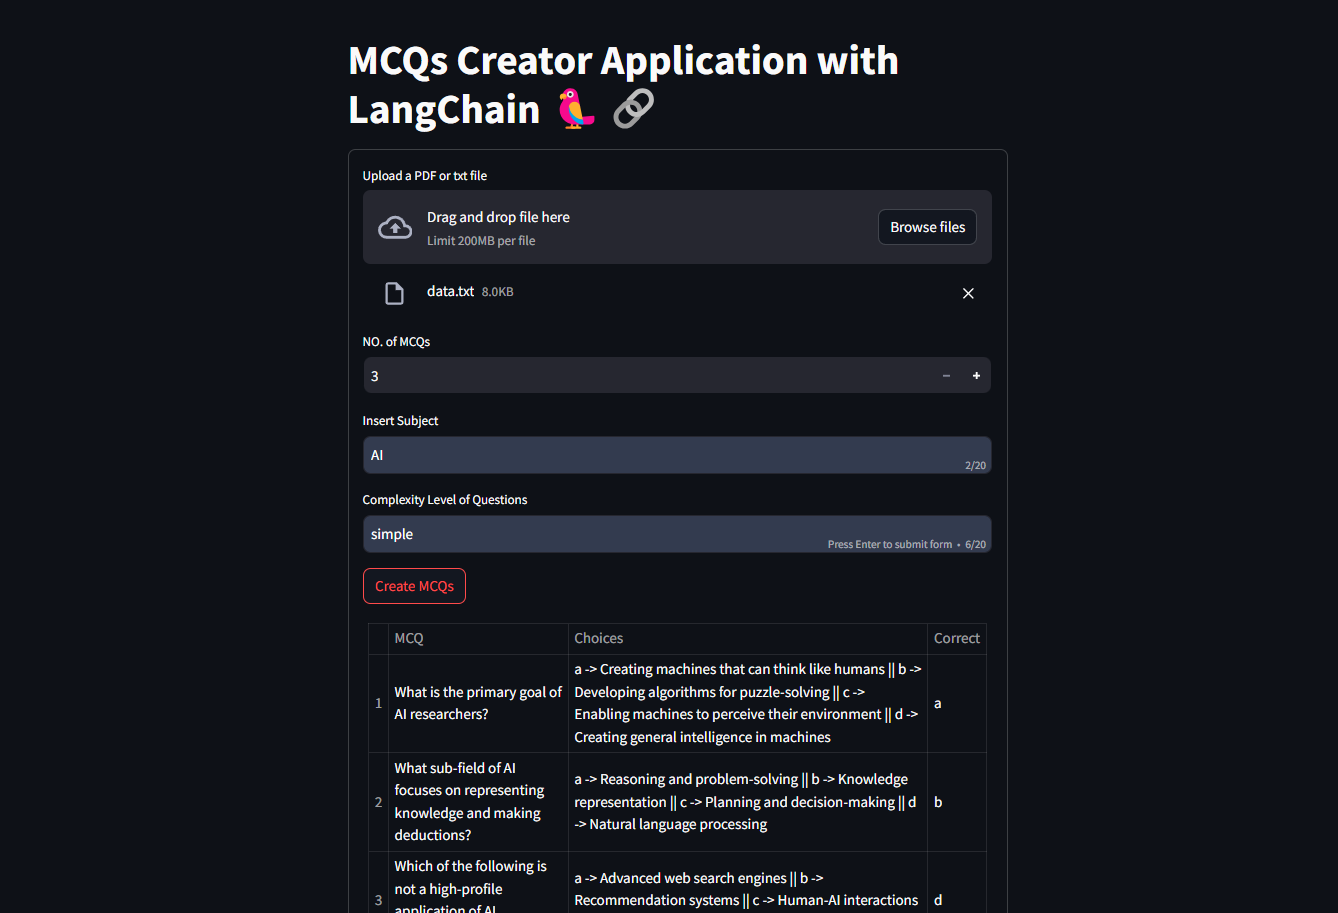 MCQs Creator Application with
LangChain 🦜 🔗
Upload a PDF or txt file
Drag and drop file here
Limit 200MB per file
Browse files
data.txt 8.0KB
NO. of MCQs
3
Insert Subject
AI
2/20
Complexity Level of Questions
simple
Press Enter to submit form • 6/20
Create MCQs
MCQ Choices Correct
1
What is the primary goal of
AI researchers?
a -> Creating machines that can think like humans || b ->
Developing algorithms for puzzle-solving || c ->
Enabling machines to perceive their environment || d ->
Creating general intelligence in machines
a
2
What sub-field of AI
focuses on representing
knowledge and making
deductions?
a -> Reasoning and problem-solving || b -> Knowledge
representation || c -> Planning and decision-making || d
-> Natural language processing
b
3
Which of the following is
not a high-profile
application of AI
a -> Advanced web search engines || b ->
Recommendation systems || c -> Human-AI interactions
d